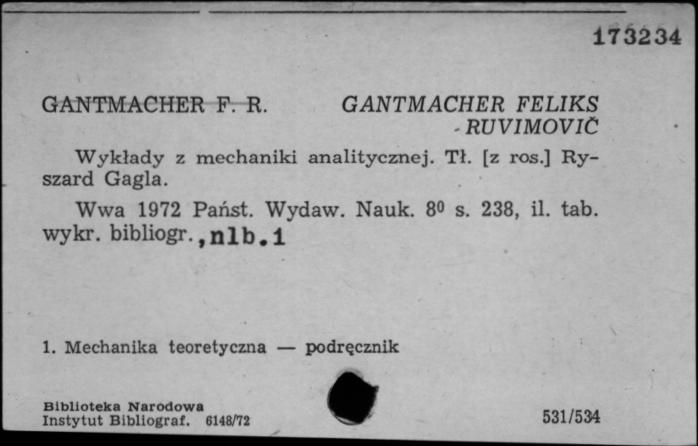 173234
GANTMACHER F. R. GANTMACHER FELIKS
RUVIMOVIČ
Wykłady z mechaniki analitycznej. Tł. [z ros.] Ry-
szard Gagla.
Wwa 1972 Państ. Wydaw. Nauk. 8⁰ s. 238, il. tab.
wykr. bibliogr., nlb. 1
1. Mechanika teoretyczna — podręcznik
Biblioteka Narodowa
Instytut Bibliograf. 6148/72
531/534